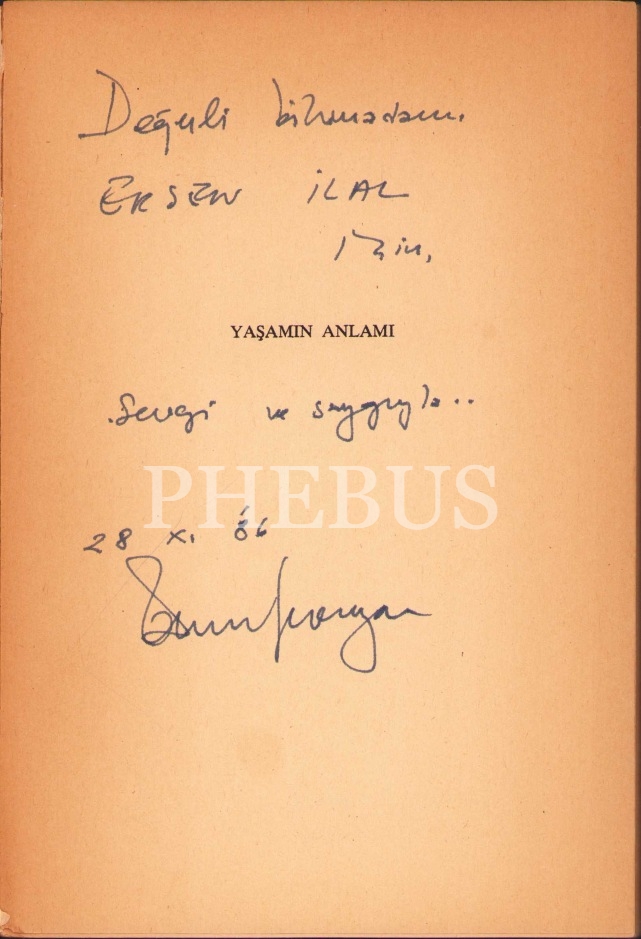 Değerli bilimadamı
ERSEN İLAL
için,
YAŞAMIN ANLAMI
Sevgi ve saygıyla..
PHEBUS
28 XI. 86